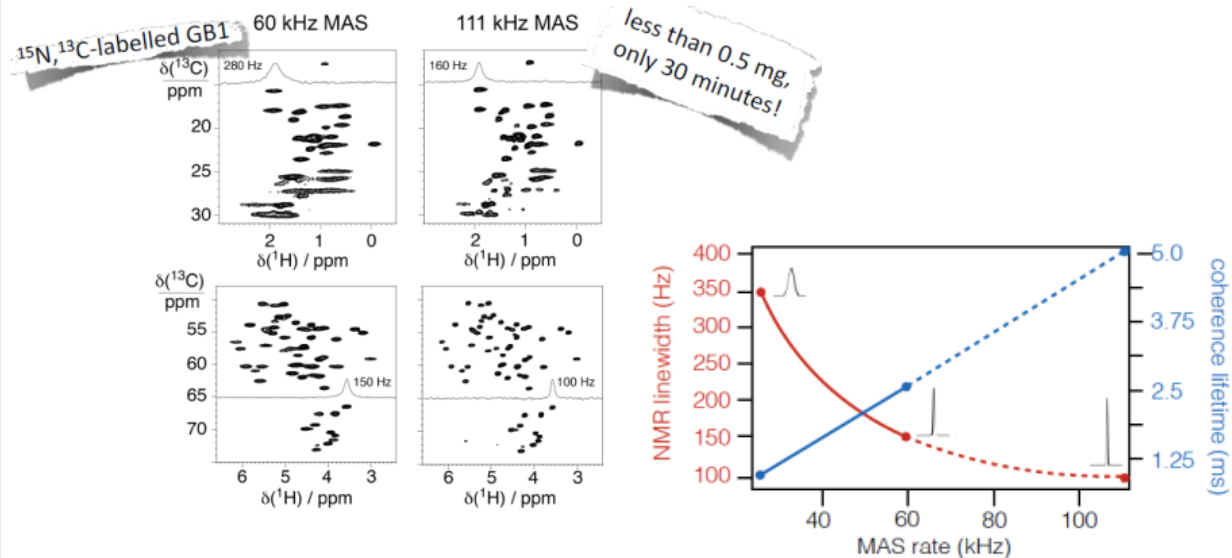 ¹⁵N,¹³C-labelled GB1
60 kHz MAS
111 kHz MAS
less than 0.5 mg,
only 30 minutes!
δ(¹³C)
ppm
280 Hz
160 Hz
20
25
30
2 1 0
2 1 0
δ(¹H) / ppm
δ(¹H) / ppm
δ(¹³C)
ppm
55
60
65
70
150 Hz
100 Hz
6 5 4 3
6 5 4 3
δ(¹H) / ppm
δ(¹H) / ppm
NMR linewidth (Hz)
400
350
300
250
200
150
100
40 60 80 100
MAS rate (kHz)
5.0
3.75
2.5
1.25
coherence lifetime (ms)